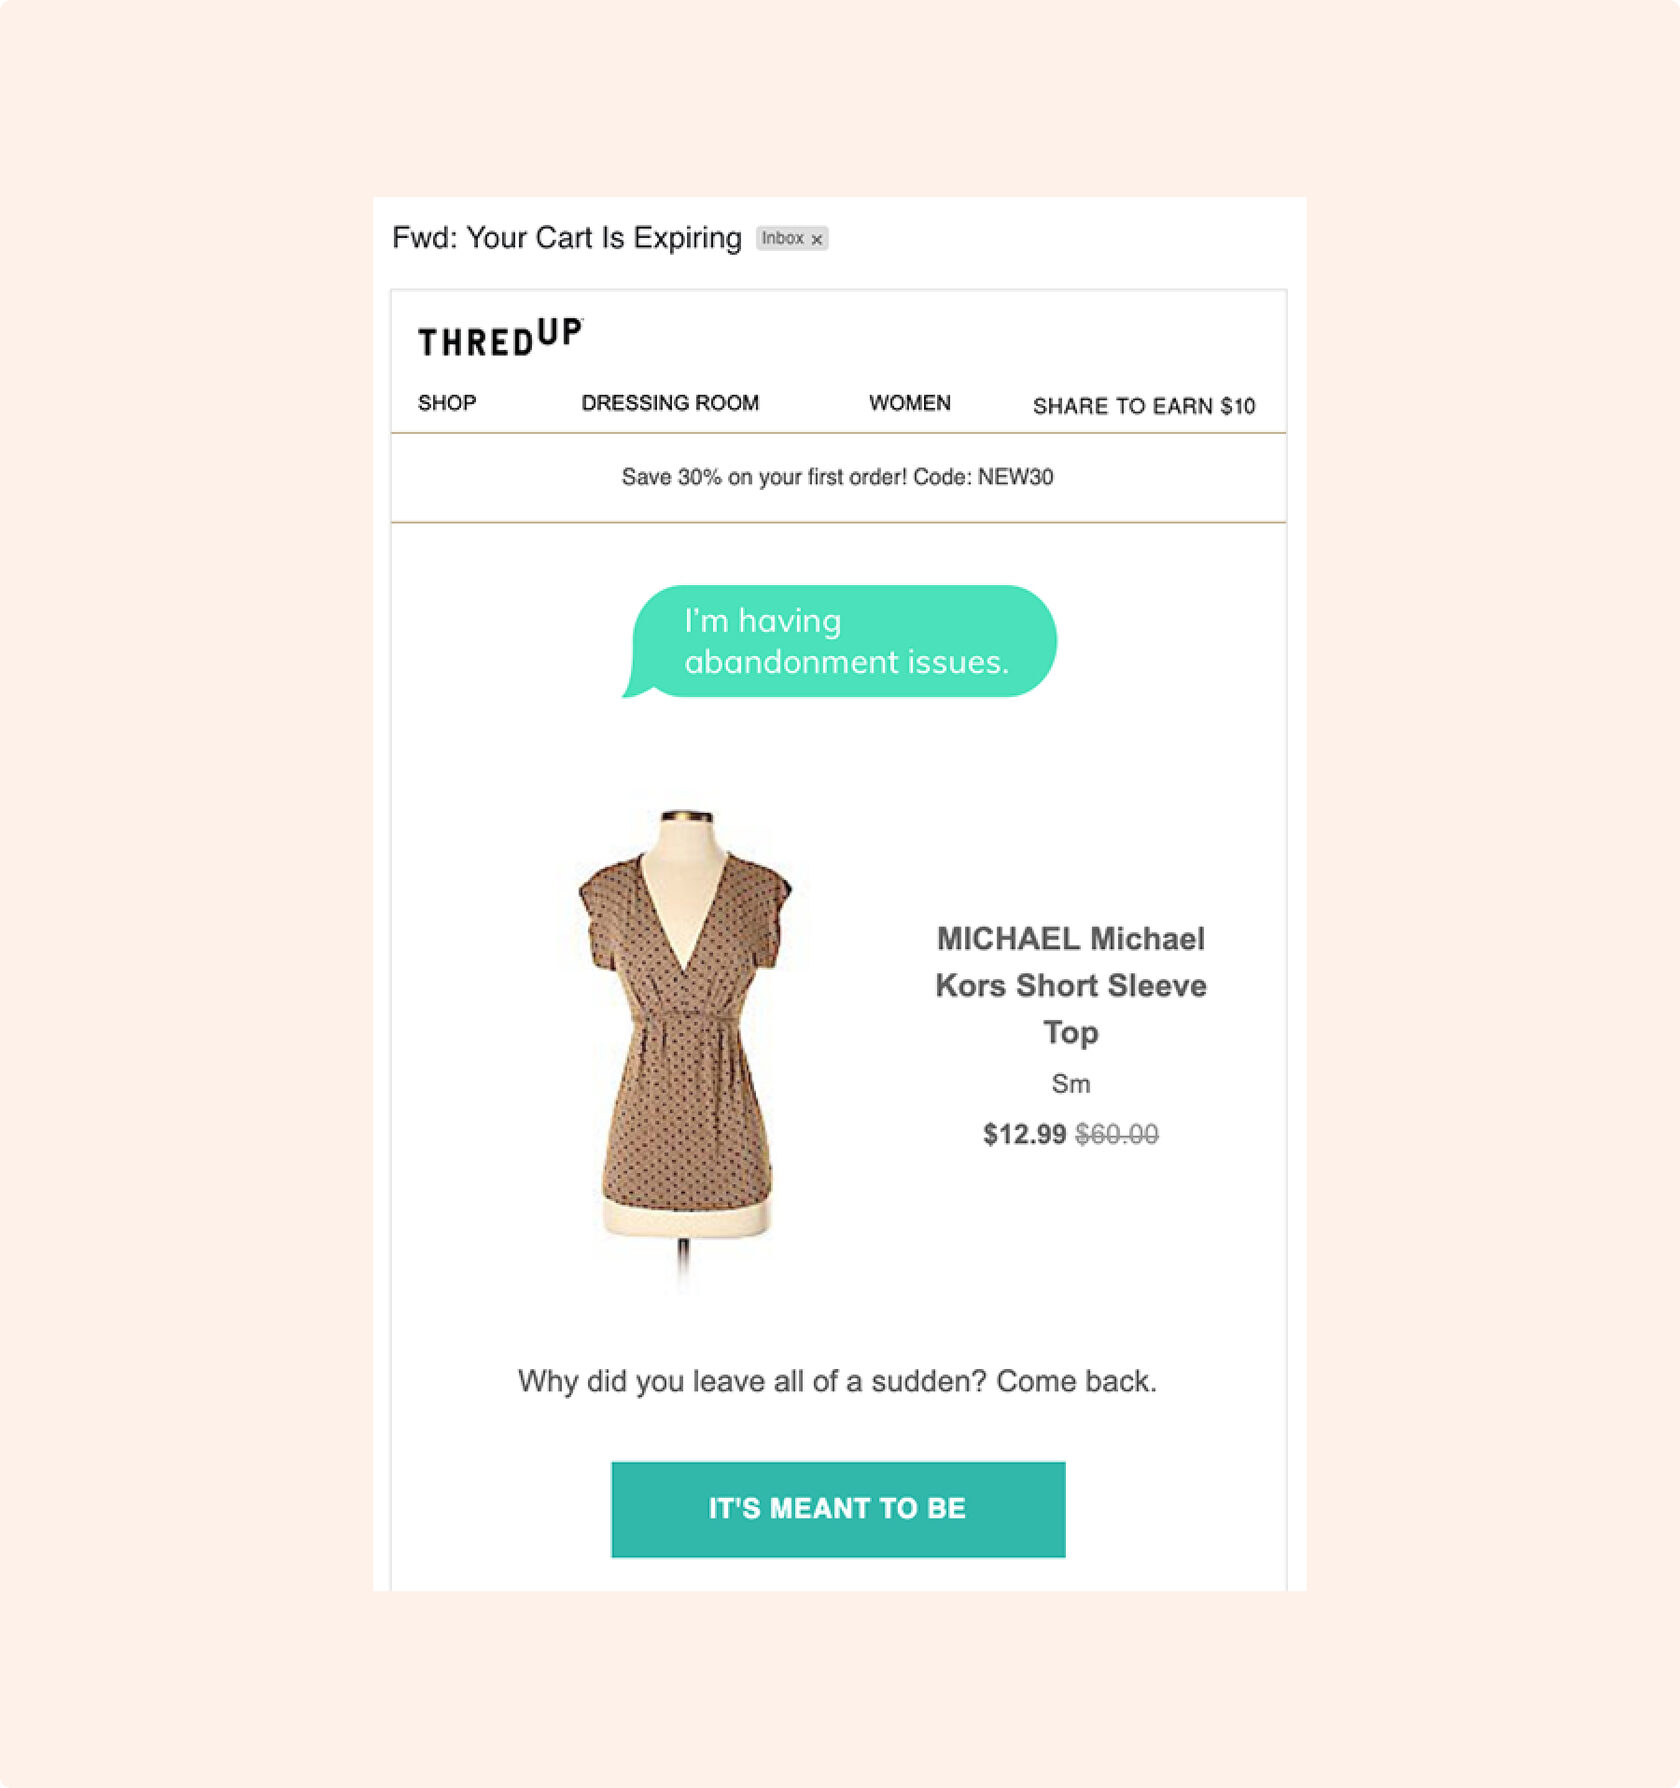 Fwd: Your Cart Is Expiring Inbox x
THREDUP
SHOP DRESSING ROOM WOMEN SHARE TO EARN $10
Save 30% on your first order! Code: NEW30
I'm having
abandonment issues.
MICHAEL Michael
Kors Short Sleeve
Top
Sm
$12.99 $60.00
Why did you leave all of a sudden? Come back.
IT'S MEANT TO BE